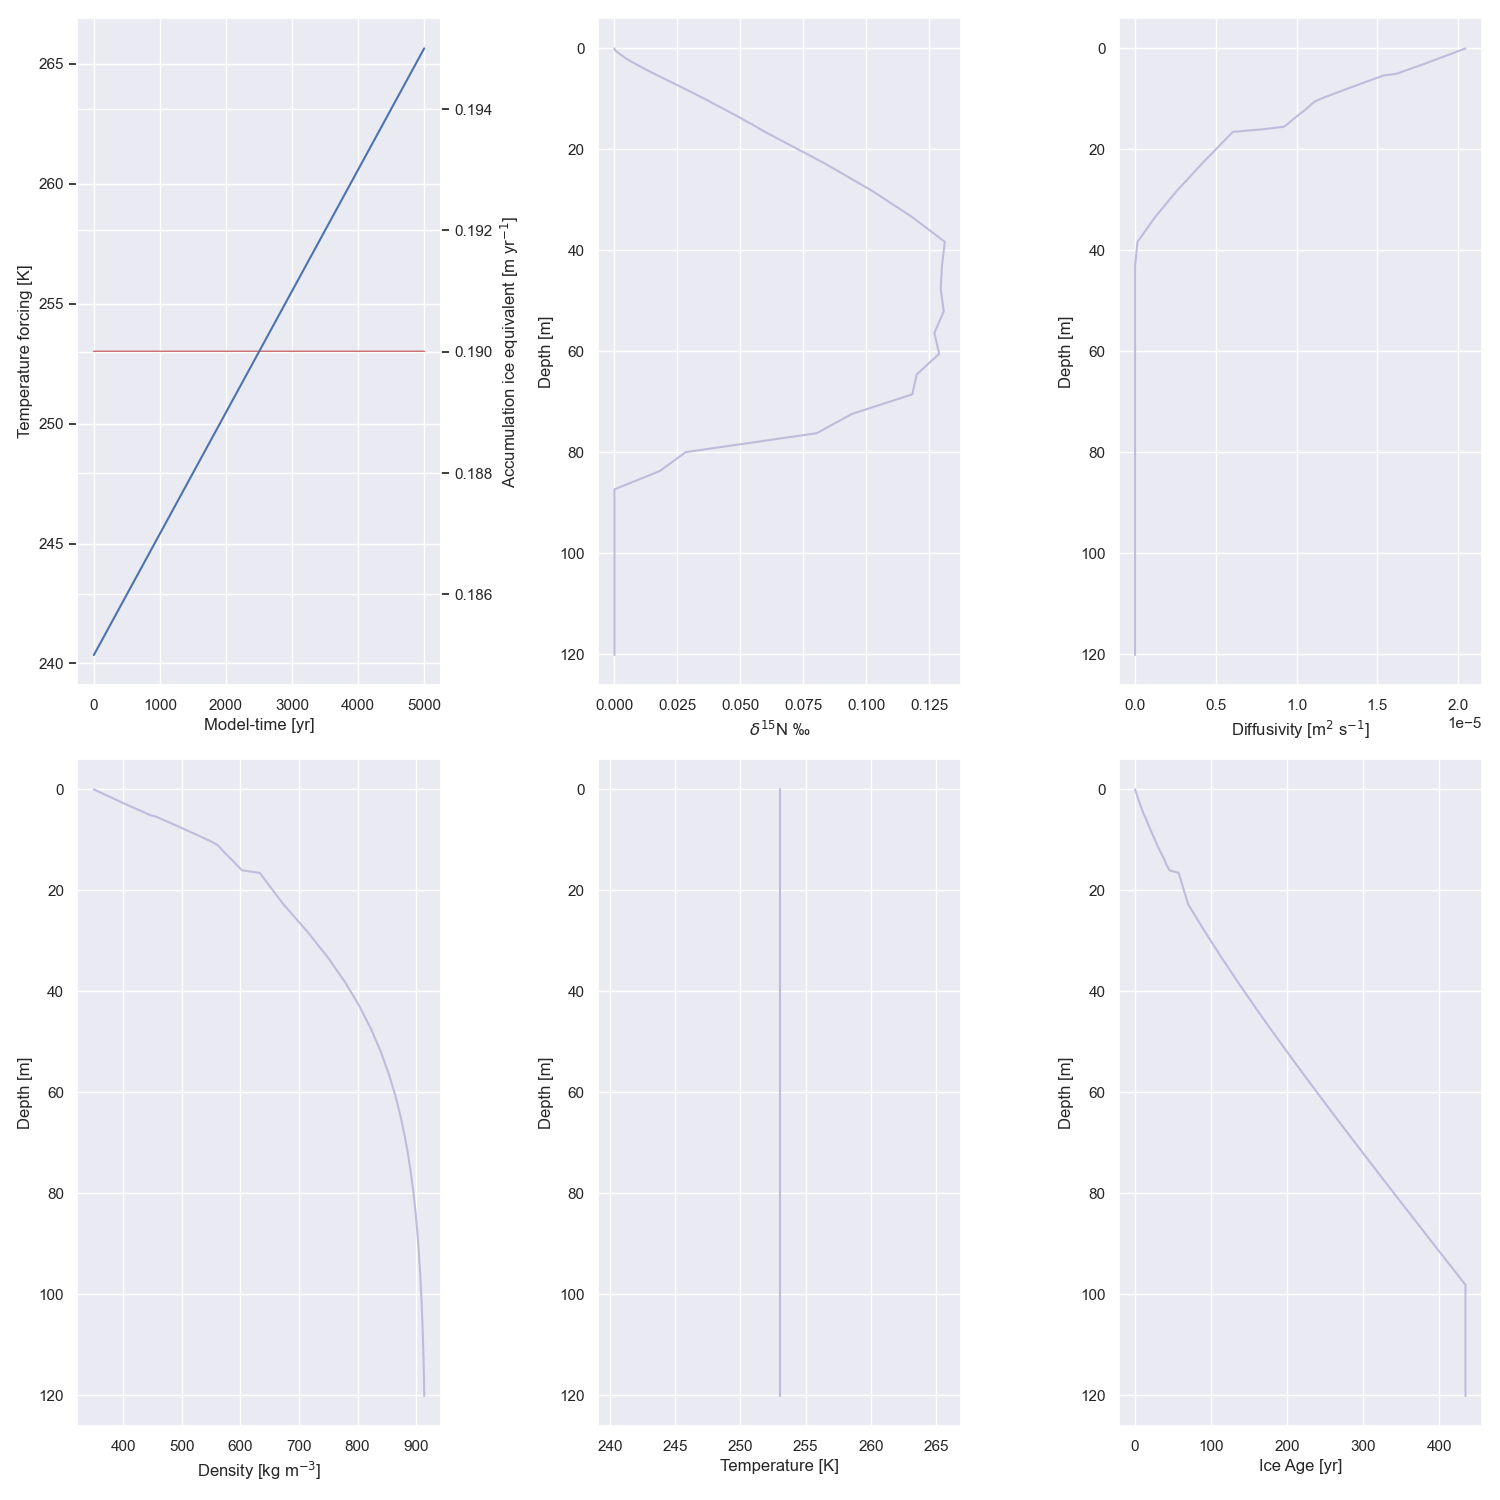 265
260
255
250
245
240
Temperature forcing [K]
0.194
0.192
0.190
0.188
0.186
Accumulation ice equivalent [m yr⁻¹]
0 1000 2000 3000 4000 5000
Model-time [yr]
0
20
40
60
80
100
120
Depth [m]
0.000 0.025 0.050 0.075 0.100 0.125
δ¹⁵N ‰
0
20
40
60
80
100
120
Depth [m]
0.0 0.5 1.0 1.5 2.0
1e−5
Diffusivity [m² s⁻¹]
0
20
40
60
80
100
120
Depth [m]
400 500 600 700 800 900
Density [kg m⁻³]
0
20
40
60
80
100
120
Depth [m]
240 245 250 255 260 265
Temperature [K]
0
20
40
60
80
100
120
Depth [m]
0 100 200 300 400
Ice Age [yr]